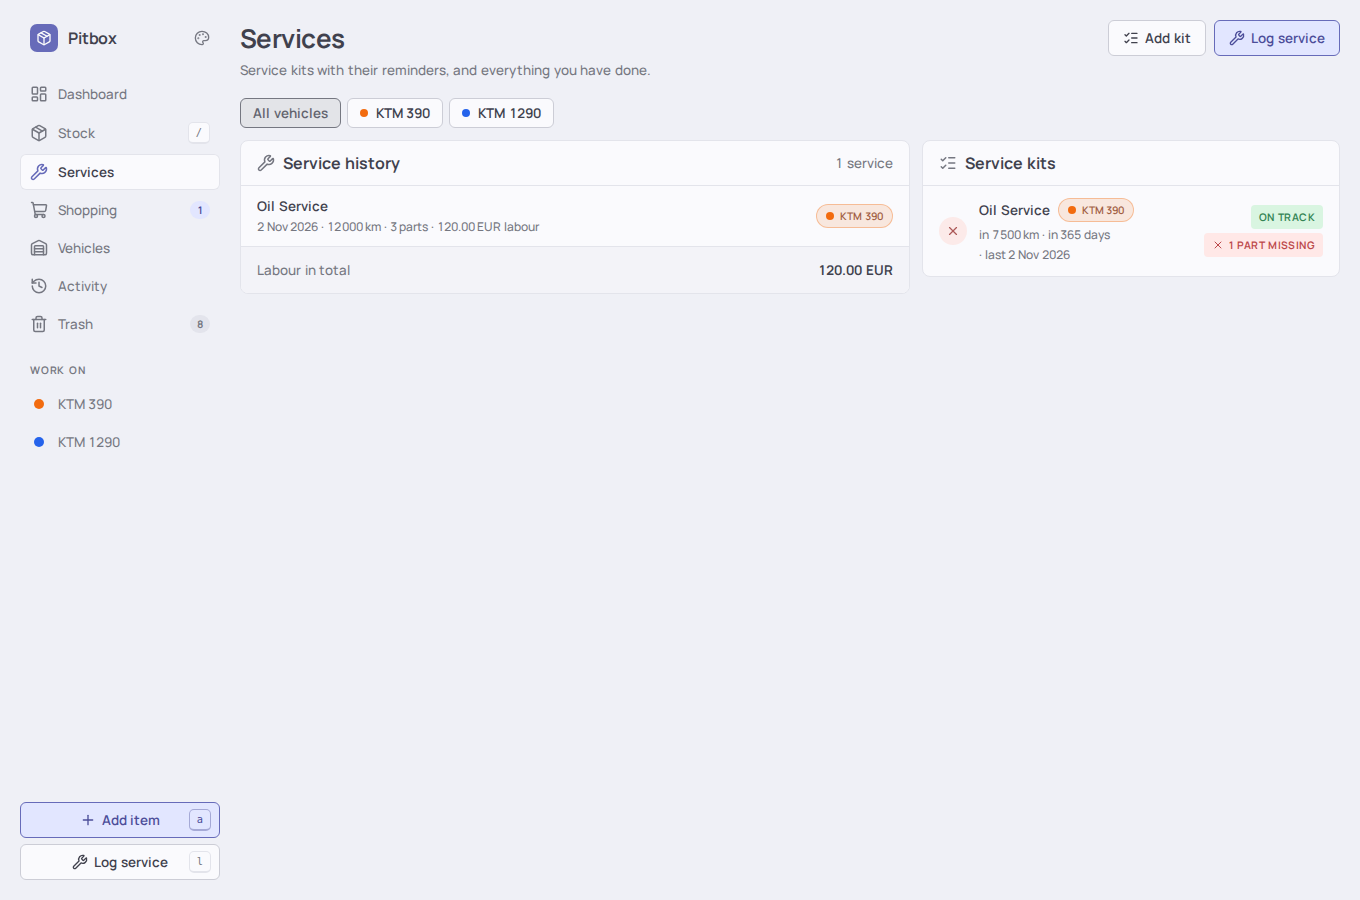 Pitbox
Dashboard
Stock /
Services
Shopping 1
Vehicles
Activity
Trash 8
WORK ON
KTM 390
KTM 1290
Add item a
Log service l
Services
Service kits with their reminders, and everything you have done.
Add kit
Log service
All vehicles KTM 390 KTM 1290
Service history 1 service
Oil Service
2 Nov 2026 · 12 000 km · 3 parts · 120.00 EUR labour
KTM 390
Labour in total 120.00 EUR
Service kits
Oil Service KTM 390
in 7 500 km · in 365 days
· last 2 Nov 2026
ON TRACK
1 PART MISSING